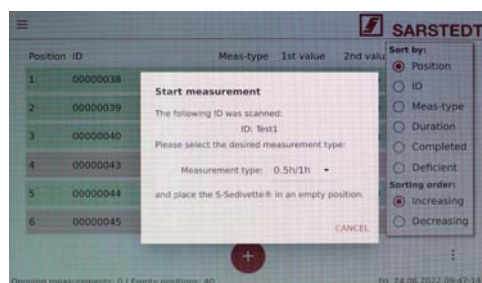 SARSTEDT
Position ID Meas-type 1st value 2nd valu
Sort by:
Position
ID
Meas-type
Duration
Completed
Deficient
Sorting order:
Increasing
Decreasing
1 00000038
2 00000039
3 00000040
4 00000043
5 00000044
6 00000045
Start measurement
The following ID was scanned:
ID: Test1
Please select the desired measurement type:
Measurement type: 0.5h/1h
and place the S-Sedivette® in an empty position.
CANCEL
+
Ongoing measurements: 0 | Empty positions: 40
Fri. 24.06.2022 09:47:14